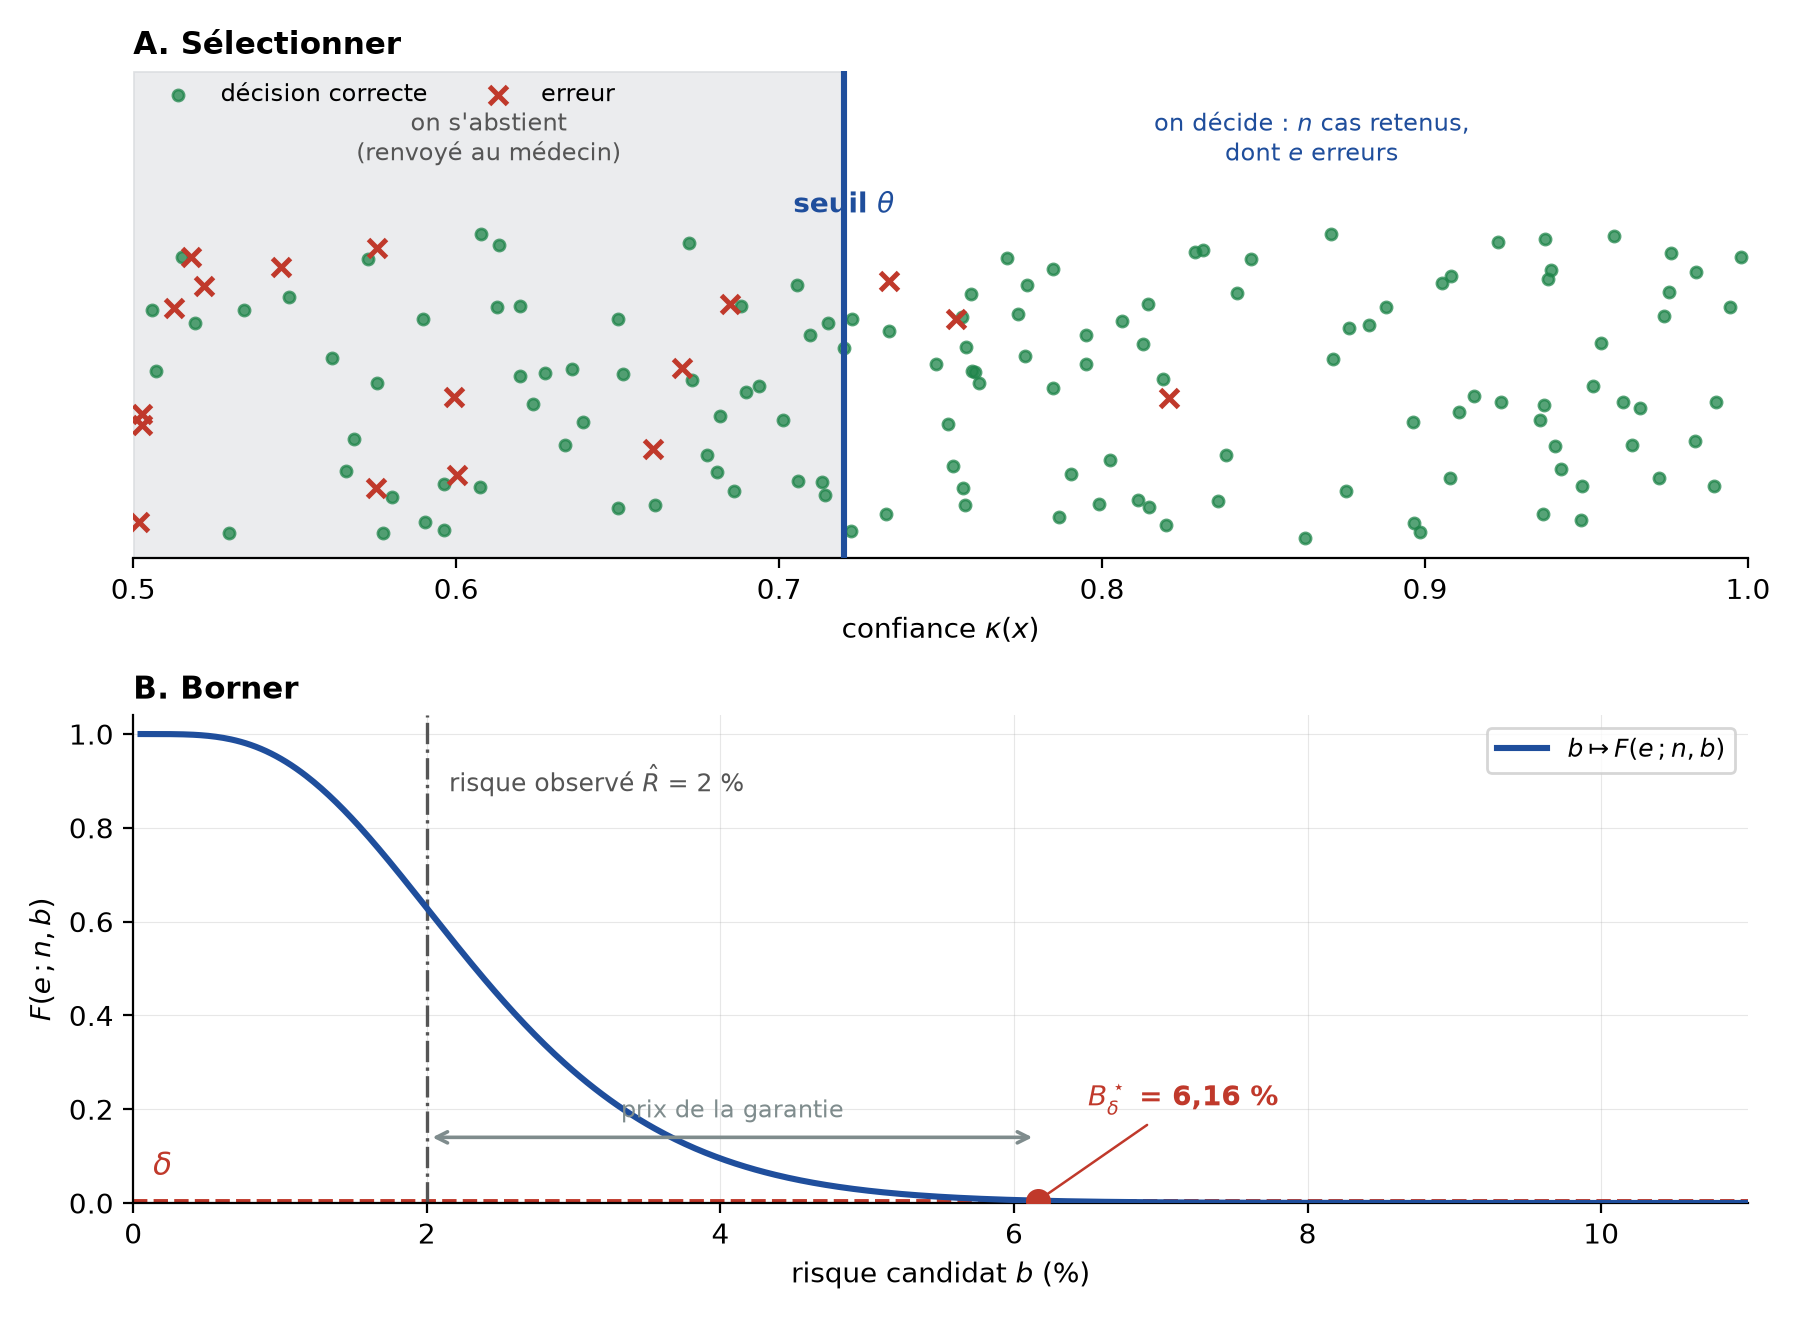 A. Sélectionner
décision correcte
erreur
on s'abstient
(renvoyé au médecin)
on décide : n cas retenus,
dont e erreurs
seuil θ
0.5 0.6 0.7 0.8 0.9 1.0
confiance κ(x)
B. Borner
1.0
0.8
0.6
0.4
0.2
0.0
F(e ; n, b)
b ↦ F(e ; n, b)
risque observé R̂ = 2 %
prix de la garantie
B*δ = 6,16 %
δ
0 2 4 6 8 10
risque candidat b (%)